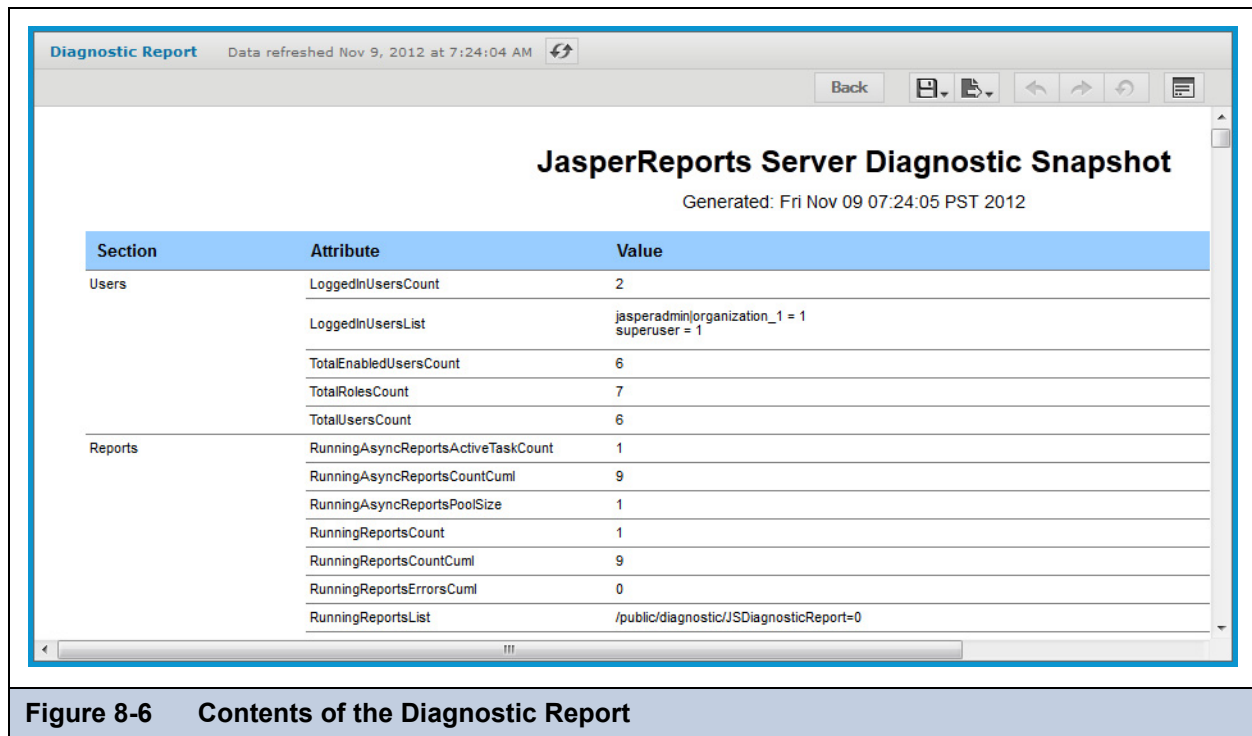 Diagnostic Report Data refreshed Nov 9, 2012 at 7:24:04 AM
Back
JasperReports Server Diagnostic Snapshot
Generated: Fri Nov 09 07:24:05 PST 2012
Section Attribute Value
Users LoggedInUsersCount 2
LoggedInUsersList jasperadmin|organization_1 = 1
superuser = 1
TotalEnabledUsersCount 6
TotalRolesCount 7
TotalUsersCount 6
Reports RunningAsyncReportsActiveTaskCount 1
RunningAsyncReportsCountCuml 9
RunningAsyncReportsPoolSize 1
RunningReportsCount 1
RunningReportsCountCuml 9
RunningReportsErrorsCuml 0
RunningReportsList /public/diagnostic/JSDiagnosticReport=0
Figure 8-6 Contents of the Diagnostic Report